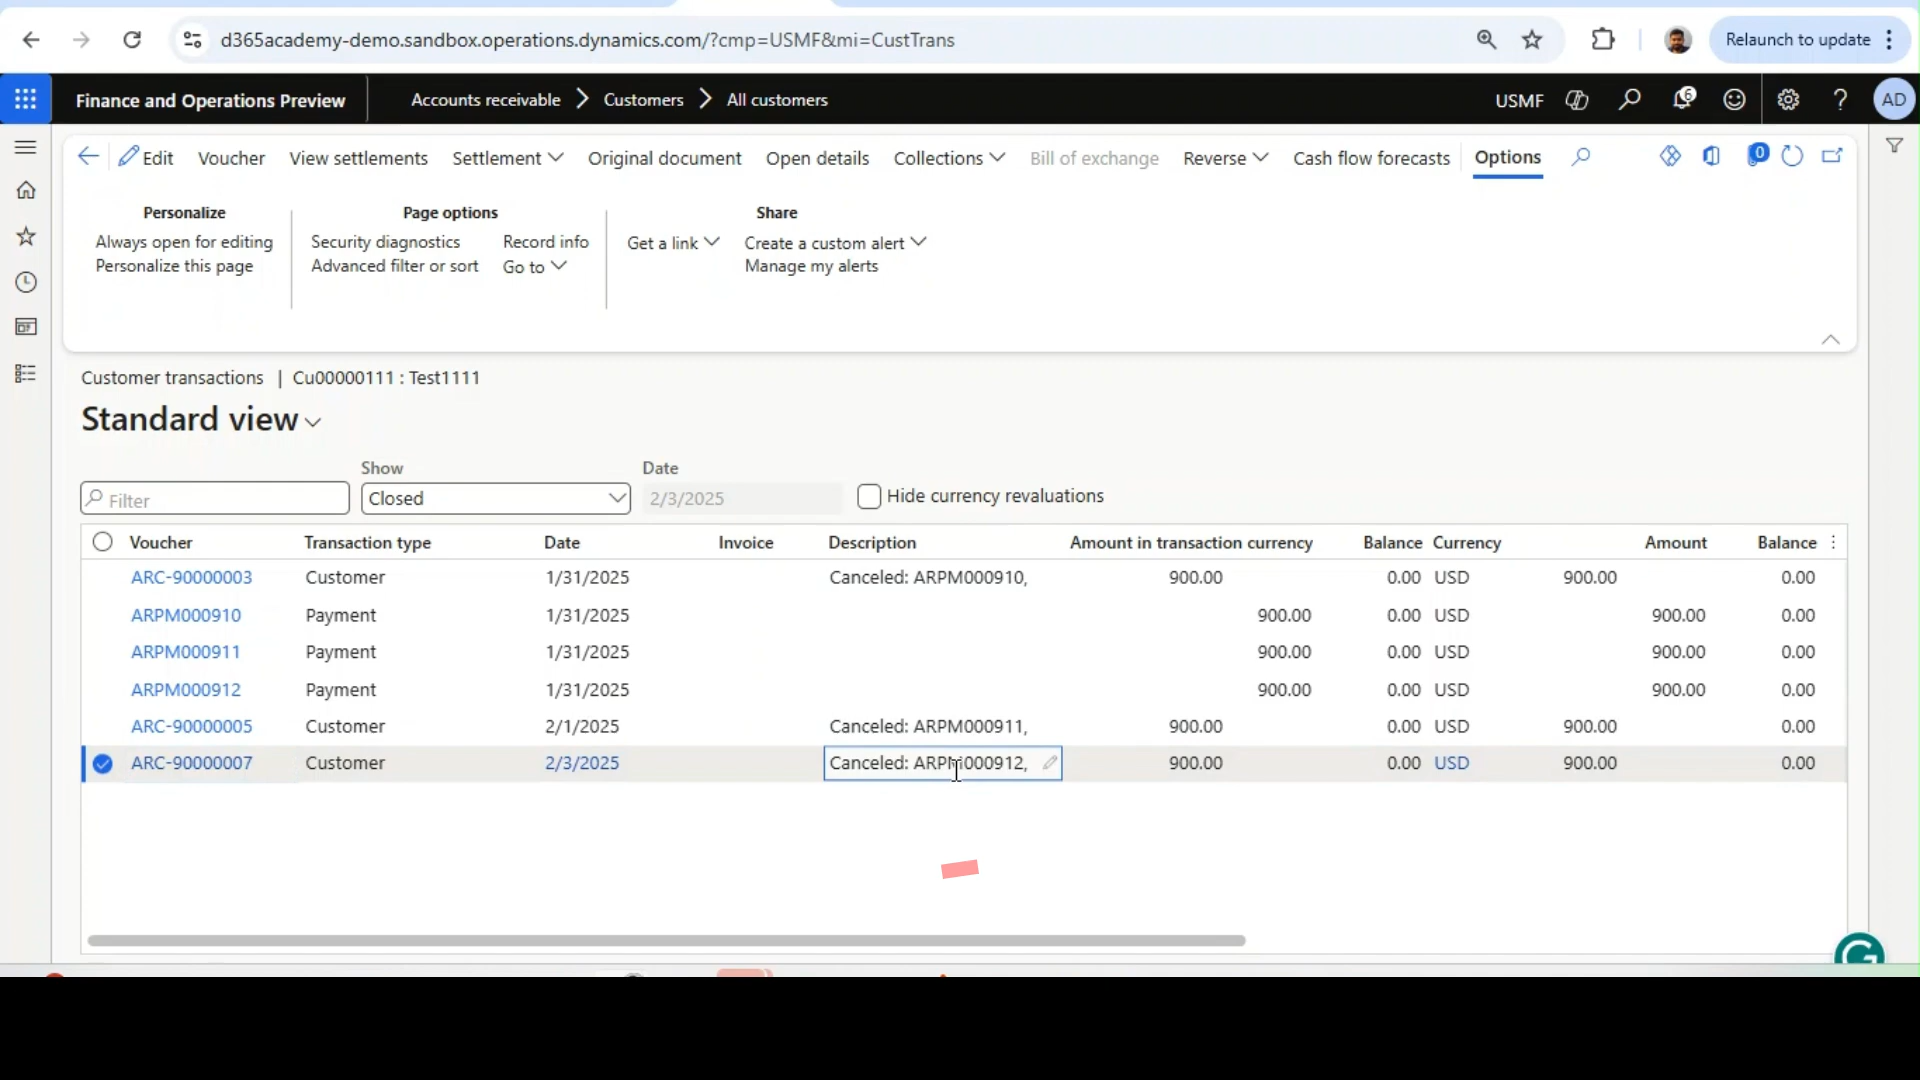 d365academy-demo.sandbox.operations.dynamics.com/?cmp=USMF&mi=CustTrans
Relaunch to update
Finance and Operations Preview
Accounts receivable
Customers
All customers
USMF
6
?
AD
Edit
Voucher
View settlements
Settlement
Original document
Open details
Collections
Bill of exchange
Reverse
Cash flow forecasts
Options
0
Personalize
Always open for editing
Personalize this page
Page options
Security diagnostics
Record info
Advanced filter or sort
Go to
Share
Get a link
Create a custom alert
Manage my alerts
Customer transactions | Cu00000111 : Test1111
Standard view
Show
Date
Filter
Closed
2/3/2025
Hide currency revaluations
Voucher Transaction type Date Invoice Description Amount in transaction currency Balance Currency Amount Balance
ARC-90000003 Customer 1/31/2025 Canceled: ARPM000910, 900.00 0.00 USD 900.00 0.00
ARPM000910 Payment 1/31/2025 900.00 0.00 USD 900.00 0.00
ARPM000911 Payment 1/31/2025 900.00 0.00 USD 900.00 0.00
ARPM000912 Payment 1/31/2025 900.00 0.00 USD 900.00 0.00
ARC-90000005 Customer 2/1/2025 Canceled: ARPM000911, 900.00 0.00 USD 900.00 0.00
ARC-90000007 Customer 2/3/2025 Canceled: ARPM000912, 900.00 0.00 USD 900.00 0.00